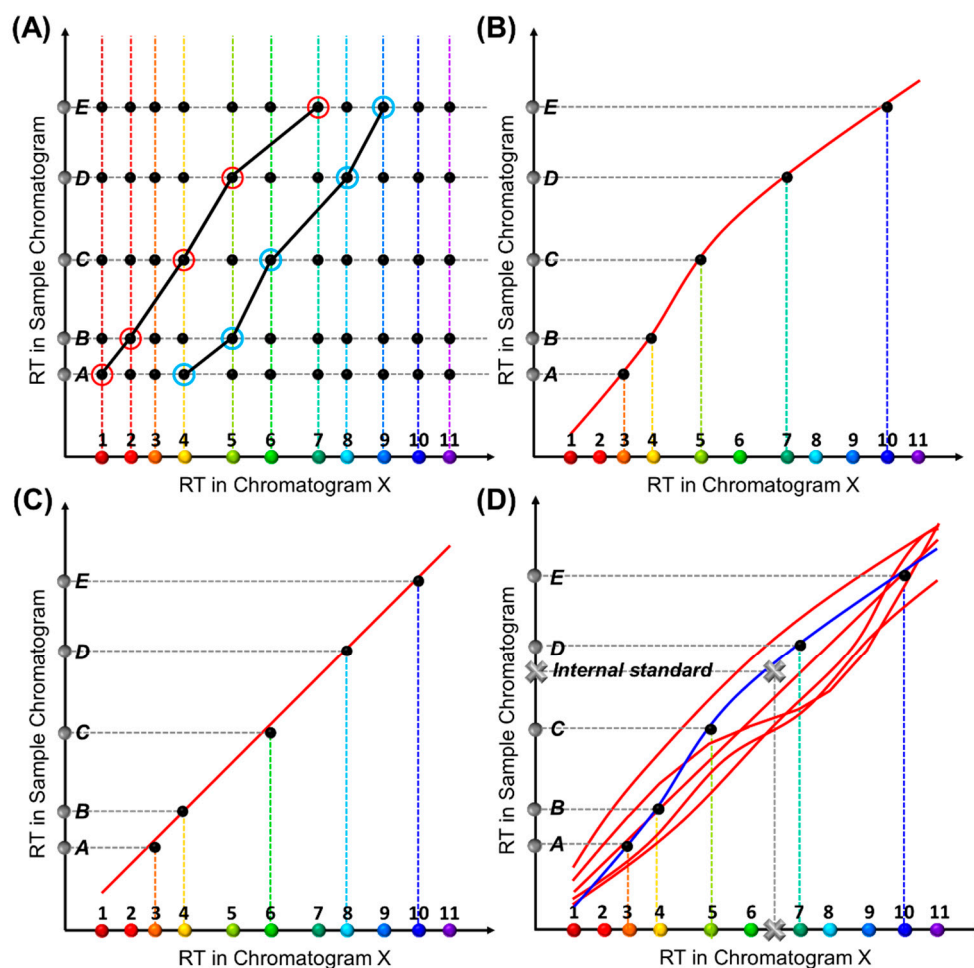 (A)
RT in Sample Chromatogram
E
D
C
B
A
1 2 3 4 5 6 7 8 9 10 11
RT in Chromatogram X
(B)
RT in Sample Chromatogram
E
D
C
B
A
1 2 3 4 5 6 7 8 9 10 11
RT in Chromatogram X
(C)
RT in Sample Chromatogram
E
D
C
B
A
1 2 3 4 5 6 7 8 9 10 11
RT in Chromatogram X
(D)
RT in Sample Chromatogram
E
D
Internal standard
C
B
A
1 2 3 4 5 6 7 8 9 10 11
RT in Chromatogram X